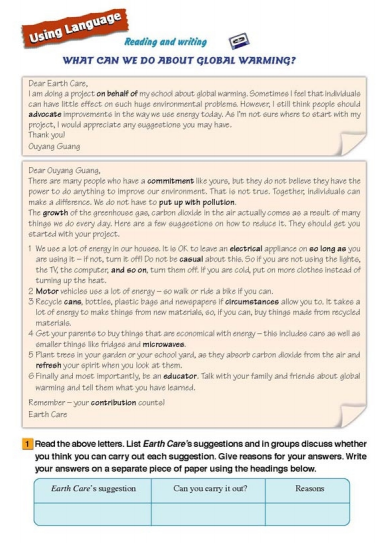 Using Language
Reading and writing
WHAT CAN WE DO ABOUT GLOBAL WARMING?
Dear Earth Care,
I am doing a project on behalf of my school about global warming. Sometimes I feel that individuals
can have little effect on such huge environmental problems. However, I still think people should
advocate improvements in the way we use energy today. As I'm not sure where to start with my
project, I would appreciate any suggestions you may have.
Thank you!
Ouyang Guang
Dear Ouyang Guang,
There are many people who have a commitment like yours, but they do not believe they have the
power to do anything to improve our environment. That is not true. Together, individuals can
make a difference. We do not have to put up with pollution.
The growth of the greenhouse gas, carbon dioxide in the air actually comes as a result of many
things we do every day. Here are a few suggestions on how to reduce it. They should get you
started with your project.
1 We use a lot of energy in our houses. It is OK to leave an electrical appliance on so long as you
are using it – if not, turn it off! Do not be casual about this. So if you are not using the lights,
the TV, the computer, and so on, turn them off. If you are cold, put on more clothes instead of
turning up the heat.
2 Motor vehicles use a lot of energy – so walk or ride a bike if you can.
3 Recycle cans, bottles, plastic bags and newspapers if circumstances allow you to. It takes a
lot of energy to make things from new materials, so, if you can, buy things made from recycled
materials.
4 Get your parents to buy things that are economical with energy – this includes cars as well as
smaller things like fridges and microwaves.
5 Plant trees in your garden or your school yard, as they absorb carbon dioxide from the air and
refresh your spirit when you look at them.
6 Finally and most importantly, be an educator. Talk with your family and friends about global
warming and tell them what you have learned.
Remember – your contribution counts!
Earth Care
1 Read the above letters. List Earth Care's suggestions and in groups discuss whether
you think you can carry out each suggestion. Give reasons for your answers. Write
your answers on a separate piece of paper using the headings below.
Earth Care's suggestion Can you carry it out? Reasons